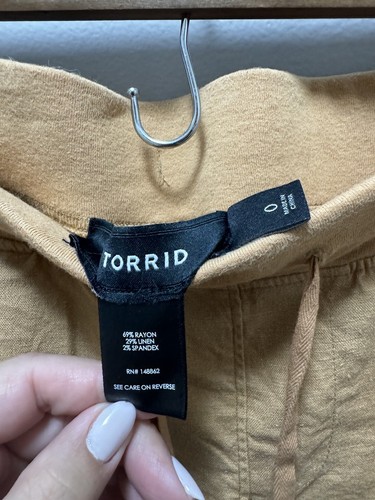 TORRID
0
MADE IN
CHINA
69% RAYON
29% LINEN
2% SPANDEX
RN# 148862
SEE CARE ON REVERSE